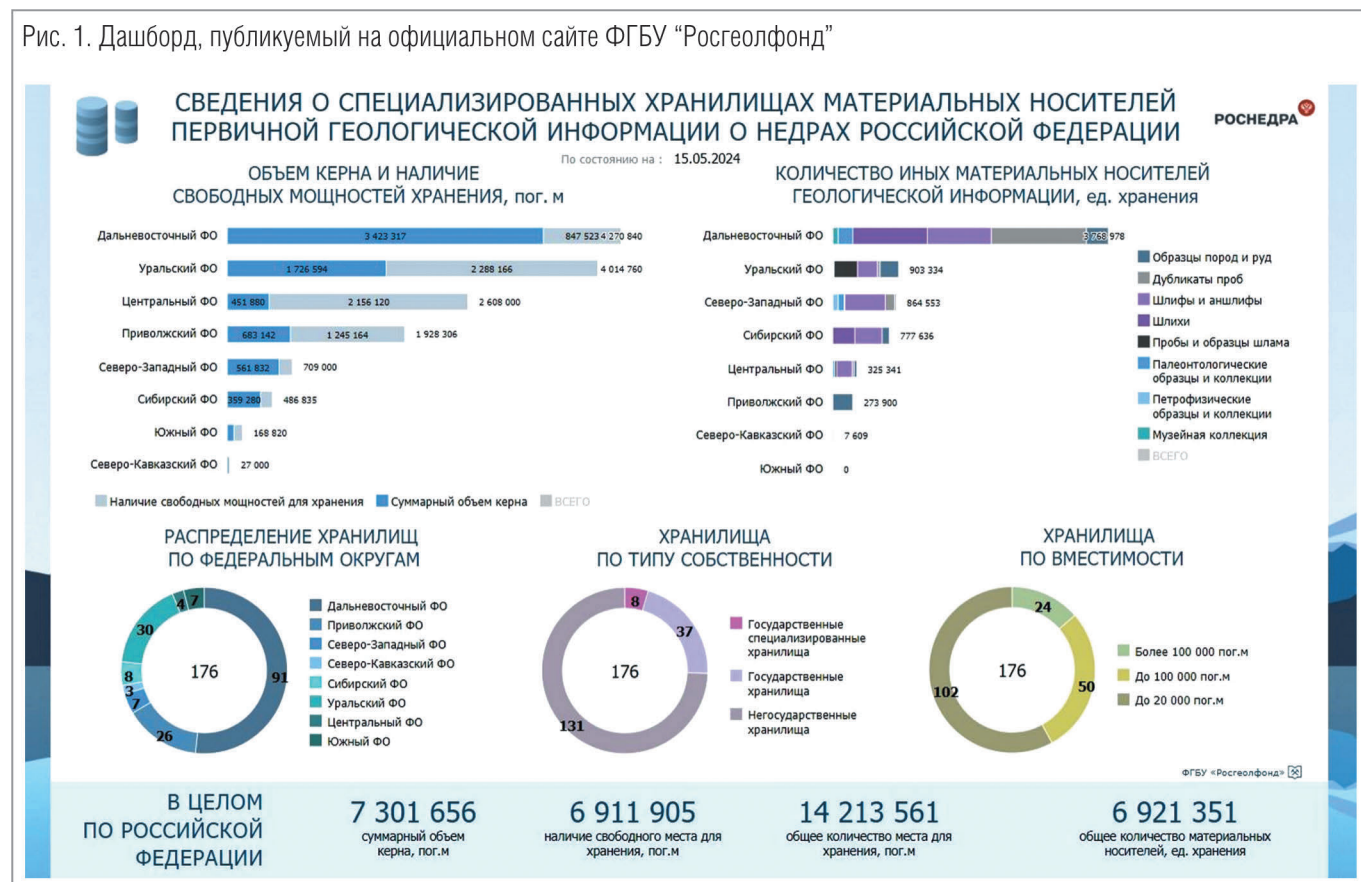 Рис. 1. Дашборд, публикуемый на официальном сайте ФГБУ “Росгеолфонд”
СВЕДЕНИЯ О СПЕЦИАЛИЗИРОВАННЫХ ХРАНИЛИЩАХ МАТЕРИАЛЬНЫХ НОСИТЕЛЕЙ
ПЕРВИЧНОЙ ГЕОЛОГИЧЕСКОЙ ИНФОРМАЦИИ О НЕДРАХ РОССИЙСКОЙ ФЕДЕРАЦИИ
РОСНЕДРА
По состоянию на : 15.05.2024
ОБЪЕМ КЕРНА И НАЛИЧИЕ
СВОБОДНЫХ МОЩНОСТЕЙ ХРАНЕНИЯ, пог. м
Дальневосточный ФО 3 423 317 847 523 4 270 840
Уральский ФО 1 726 594 2 288 166 4 014 760
Центральный ФО 451 880 2 156 120 2 608 000
Приволжский ФО 683 142 1 245 164 1 928 306
Северо-Западный ФО 561 832 709 000
Сибирский ФО 359 280 486 835
Южный ФО 168 820
Северо-Кавказский ФО 27 000
Наличие свободных мощностей для хранения Суммарный объем керна ВСЕГО
КОЛИЧЕСТВО ИНЫХ МАТЕРИАЛЬНЫХ НОСИТЕЛЕЙ
ГЕОЛОГИЧЕСКОЙ ИНФОРМАЦИИ, ед. хранения
Дальневосточный ФО 3 768 978
Уральский ФО 903 334
Северо-Западный ФО 864 553
Сибирский ФО 777 636
Центральный ФО 325 341
Приволжский ФО 273 900
Северо-Кавказский ФО 7 609
Южный ФО 0
Образцы пород и руд
Дубликаты проб
Шлифы и аншлифы
Шлихи
Пробы и образцы шлама
Палеонтологические
образцы и коллекции
Петрофизические
образцы и коллекции
Музейная коллекция
ВСЕГО
РАСПРЕДЕЛЕНИЕ ХРАНИЛИЩ
ПО ФЕДЕРАЛЬНЫМ ОКРУГАМ
4 7
30
8
3
7
26
91
176
Дальневосточный ФО
Приволжский ФО
Северо-Западный ФО
Северо-Кавказский ФО
Сибирский ФО
Уральский ФО
Центральный ФО
Южный ФО
ХРАНИЛИЩА
ПО ТИПУ СОБСТВЕННОСТИ
8
37
176
131
Государственные
специализированные
хранилища
Государственные
хранилища
Негосударственные
хранилища
ХРАНИЛИЩА
ПО ВМЕСТИМОСТИ
24
176
50
102
Более 100 000 пог.м
До 100 000 пог.м
До 20 000 пог.м
ФГБУ «Росгеолфонд»
В ЦЕЛОМ
ПО РОССИЙСКОЙ
ФЕДЕРАЦИИ
7 301 656
суммарный объем
керна, пог.м
6 911 905
наличие свободного места для
хранения, пог.м
14 213 561
общее количество места для
хранения, пог.м
6 921 351
общее количество материальных
носителей, ед. хранения